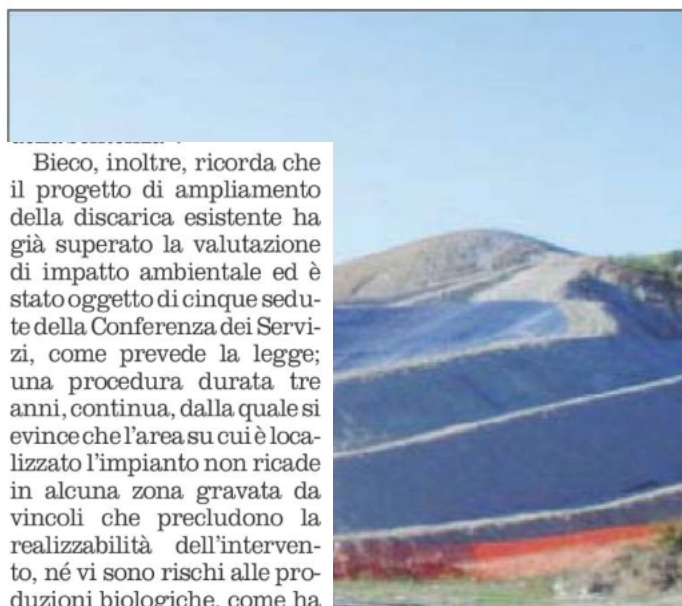 Bieco, inoltre, ricorda che
il progetto di ampliamento
della discarica esistente ha
già superato la valutazione
di impatto ambientale ed è
stato oggetto di cinque sedu-
te della Conferenza dei Servi-
zi, come prevede la legge;
una procedura durata tre
anni, continua, dalla quale si
evince che l'area su cui è loca-
lizzato l'impianto non ricade
in alcuna zona gravata da
vincoli che precludono la
realizzabilità dell'interven-
to, né vi sono rischi alle pro-
duzioni biologiche, come ha